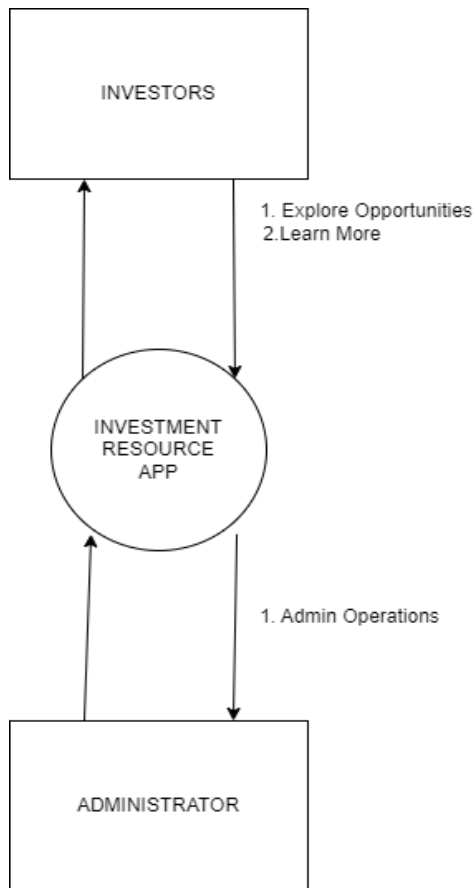 INVESTORS
1. Explore Opportunities
2.Learn More
INVESTMENT
RESOURCE
APP
1. Admin Operations
ADMINISTRATOR